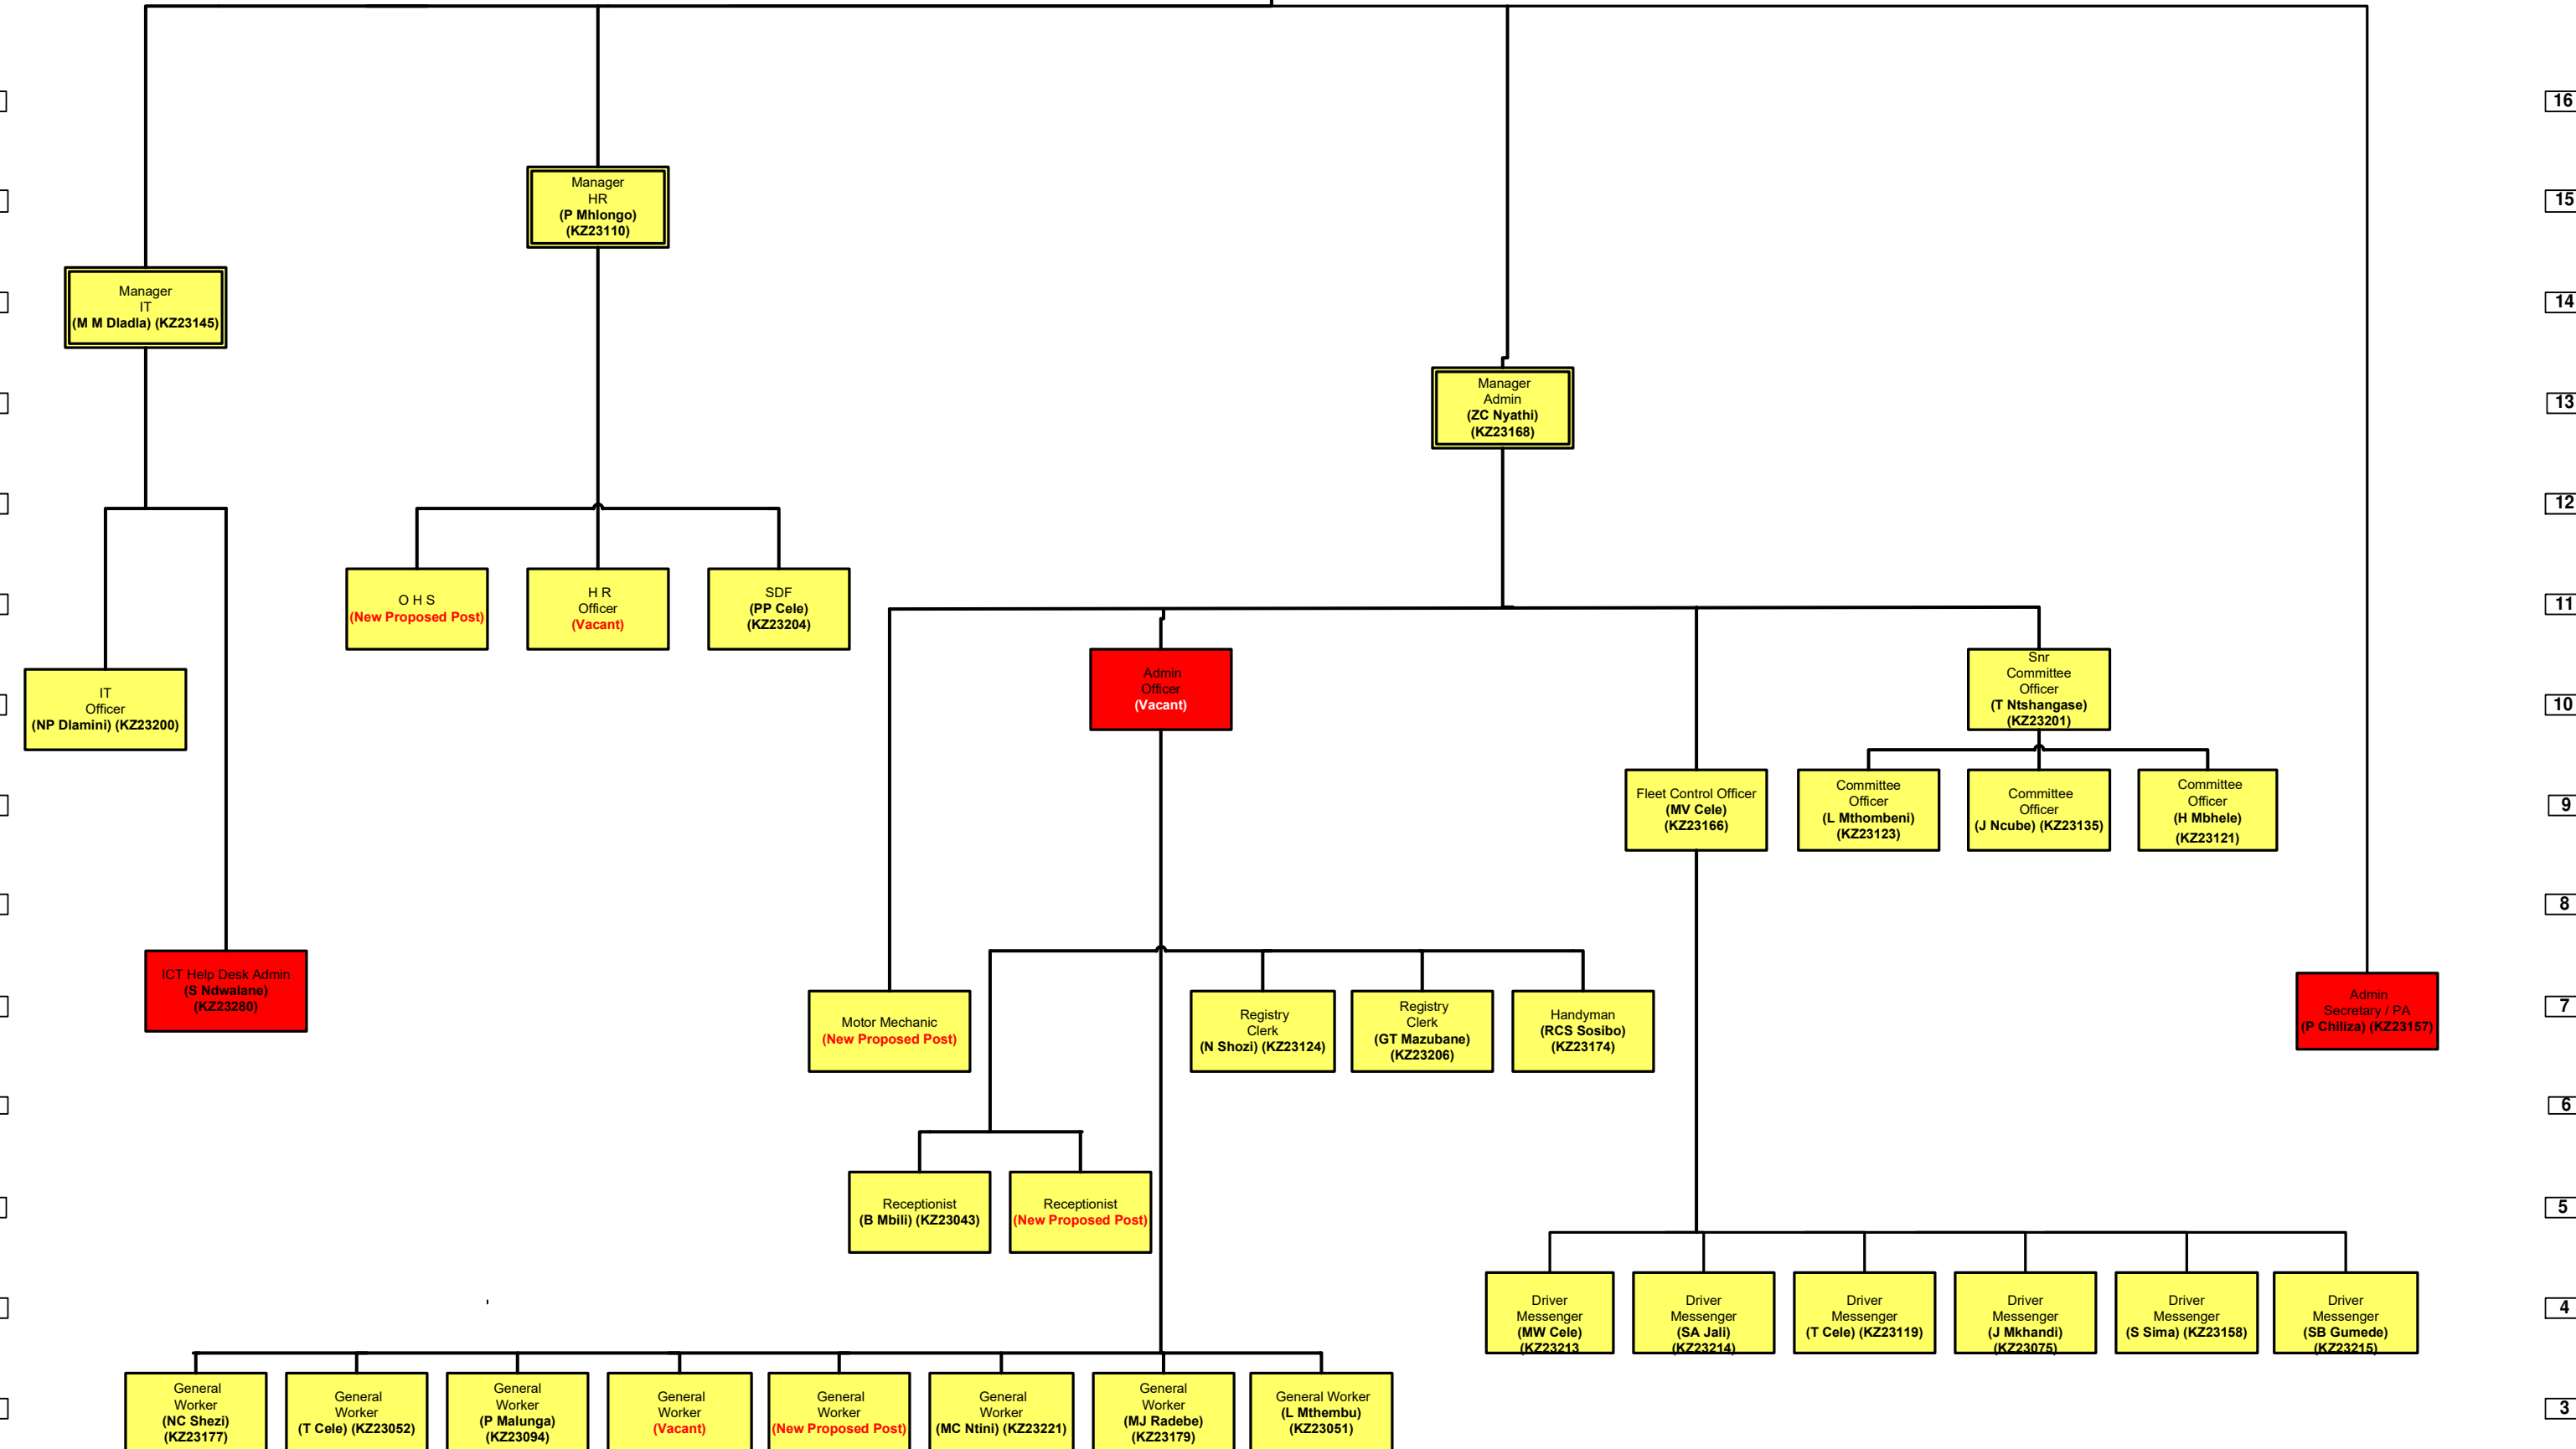 16
15
14
13
12
11
10
9
8
7
6
5
4
3
Manager
HR
(P Mhlongo)
(KZ23110)
Manager
IT
(M M Dladla) (KZ23145)
Manager
Admin
(ZC Nyathi)
(KZ23168)
O H S
(New Proposed Post)
H R
Officer
(Vacant)
SDF
(PP Cele)
(KZ23204)
IT
Officer
(NP Dlamini) (KZ23200)
Admin
Officer
(Vacant)
Snr
Committee
Officer
(T Ntshangase)
(KZ23201)
Fleet Control Officer
(MV Cele)
(KZ23166)
Committee
Officer
(L Mthombeni)
(KZ23123)
Committee
Officer
(J Ncube) (KZ23135)
Committee
Officer
(H Mbhele)
(KZ23121)
ICT Help Desk Admin
(S Ndwalane)
(KZ23280)
Motor Mechanic
(New Proposed Post)
Registry
Clerk
(N Shozi) (KZ23124)
Registry
Clerk
(GT Mazubane)
(KZ23206)
Handyman
(RCS Sosibo)
(KZ23174)
Admin
Secretary / PA
(P Chiliza) (KZ23157)
Receptionist
(B Mbili) (KZ23043)
Receptionist
(New Proposed Post)
Driver
Messenger
(MW Cele)
(KZ23213
Driver
Messenger
(SA Jali)
(KZ23214)
Driver
Messenger
(T Cele) (KZ23119)
Driver
Messenger
(J Mkhandi)
(KZ23075)
Driver
Messenger
(S Sima) (KZ23158)
Driver
Messenger
(SB Gumede)
(KZ23215)
General
Worker
(NC Shezi)
(KZ23177)
General
Worker
(T Cele) (KZ23052)
General
Worker
(P Malunga)
(KZ23094)
General
Worker
(Vacant)
General
Worker
(New Proposed Post)
General
Worker
(MC Ntini) (KZ23221)
General
Worker
(MJ Radebe)
(KZ23179)
General Worker
(L Mthembu)
(KZ23051)